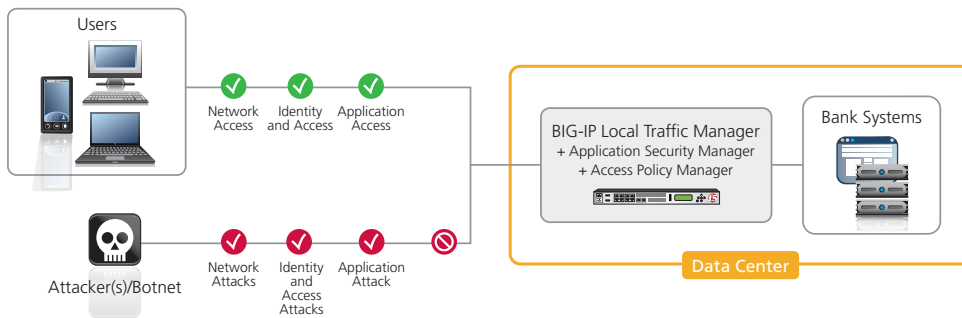 Users
Network
Access
Identity
and Access
Application
Access
BIG-IP Local Traffic Manager
+ Application Security Manager
+ Access Policy Manager
Bank Systems
Attacker(s)/Botnet
Network
Attacks
Identity
and
Access
Attacks
Application
Attack
Data Center